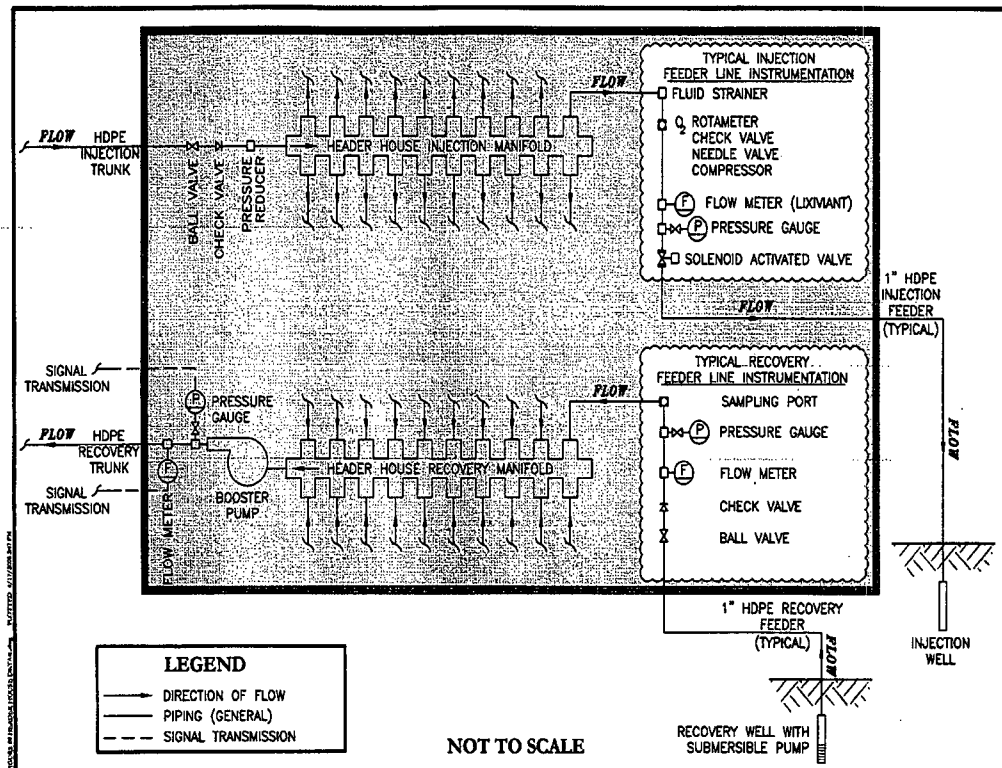 TYPICAL INJECTION
FEEDER LINE INSTRUMENTATION
FLOW
FLUID STRAINER
O2 ROTAMETER
CHECK VALVE
NEEDLE VALVE
COMPRESSOR
F FLOW METER (LIXIVIANT)
P PRESSURE GAUGE
SOLENOID ACTIVATED VALVE
FLOW
FLOW
HDPE
INJECTION
TRUNK
BALL VALVE
CHECK VALVE
PRESSURE
REDUCER
HEADER HOUSE INJECTION MANIFOLD
1" HDPE
INJECTION
FEEDER
(TYPICAL)
FLOW
INJECTION
WELL
TYPICAL RECOVERY
FEEDER LINE INSTRUMENTATION
FLOW
SAMPLING PORT
P PRESSURE GAUGE
F FLOW METER
CHECK VALVE
BALL VALVE
SIGNAL
TRANSMISSION
P
PRESSURE
GAUGE
FLOW
HDPE
RECOVERY
TRUNK
SIGNAL
TRANSMISSION
F
FLOW METER
BOOSTER
PUMP
HEADER HOUSE RECOVERY MANIFOLD
1" HDPE RECOVERY
FEEDER
(TYPICAL)
FLOW
RECOVERY WELL WITH
SUBMERSIBLE PUMP
LEGEND
DIRECTION OF FLOW
PIPING (GENERAL)
SIGNAL TRANSMISSION
NOT TO SCALE